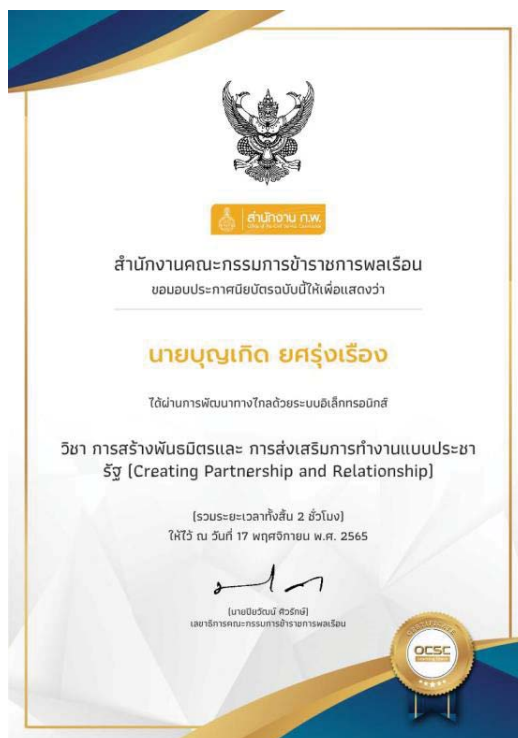 สำนักงาน ก.พ.
สำนักงานคณะกรรมการข้าราชการพลเรือน
ขอมอบประกาศนียบัตรฉบับนี้ให้เพื่อแสดงว่า
นายบุญเกิด ยศรุ่งเรือง
ได้ผ่านการพัฒนาทางไกลด้วยระบบอิเล็กทรอนิกส์
วิชา การสร้างพันธมิตรและ การส่งเสริมการทำงานแบบประชา
รัฐ (Creating Partnership and Relationship)
(รวมระยะเวลาทั้งสิ้น 2 ชั่วโมง)
ให้ไว้ ณ วันที่ 17 พฤศจิกายน พ.ศ. 2565
(นายปิยวัฒน์ ศิวรักษ์)
เลขาธิการคณะกรรมการข้าราชการพลเรือน
OCSC